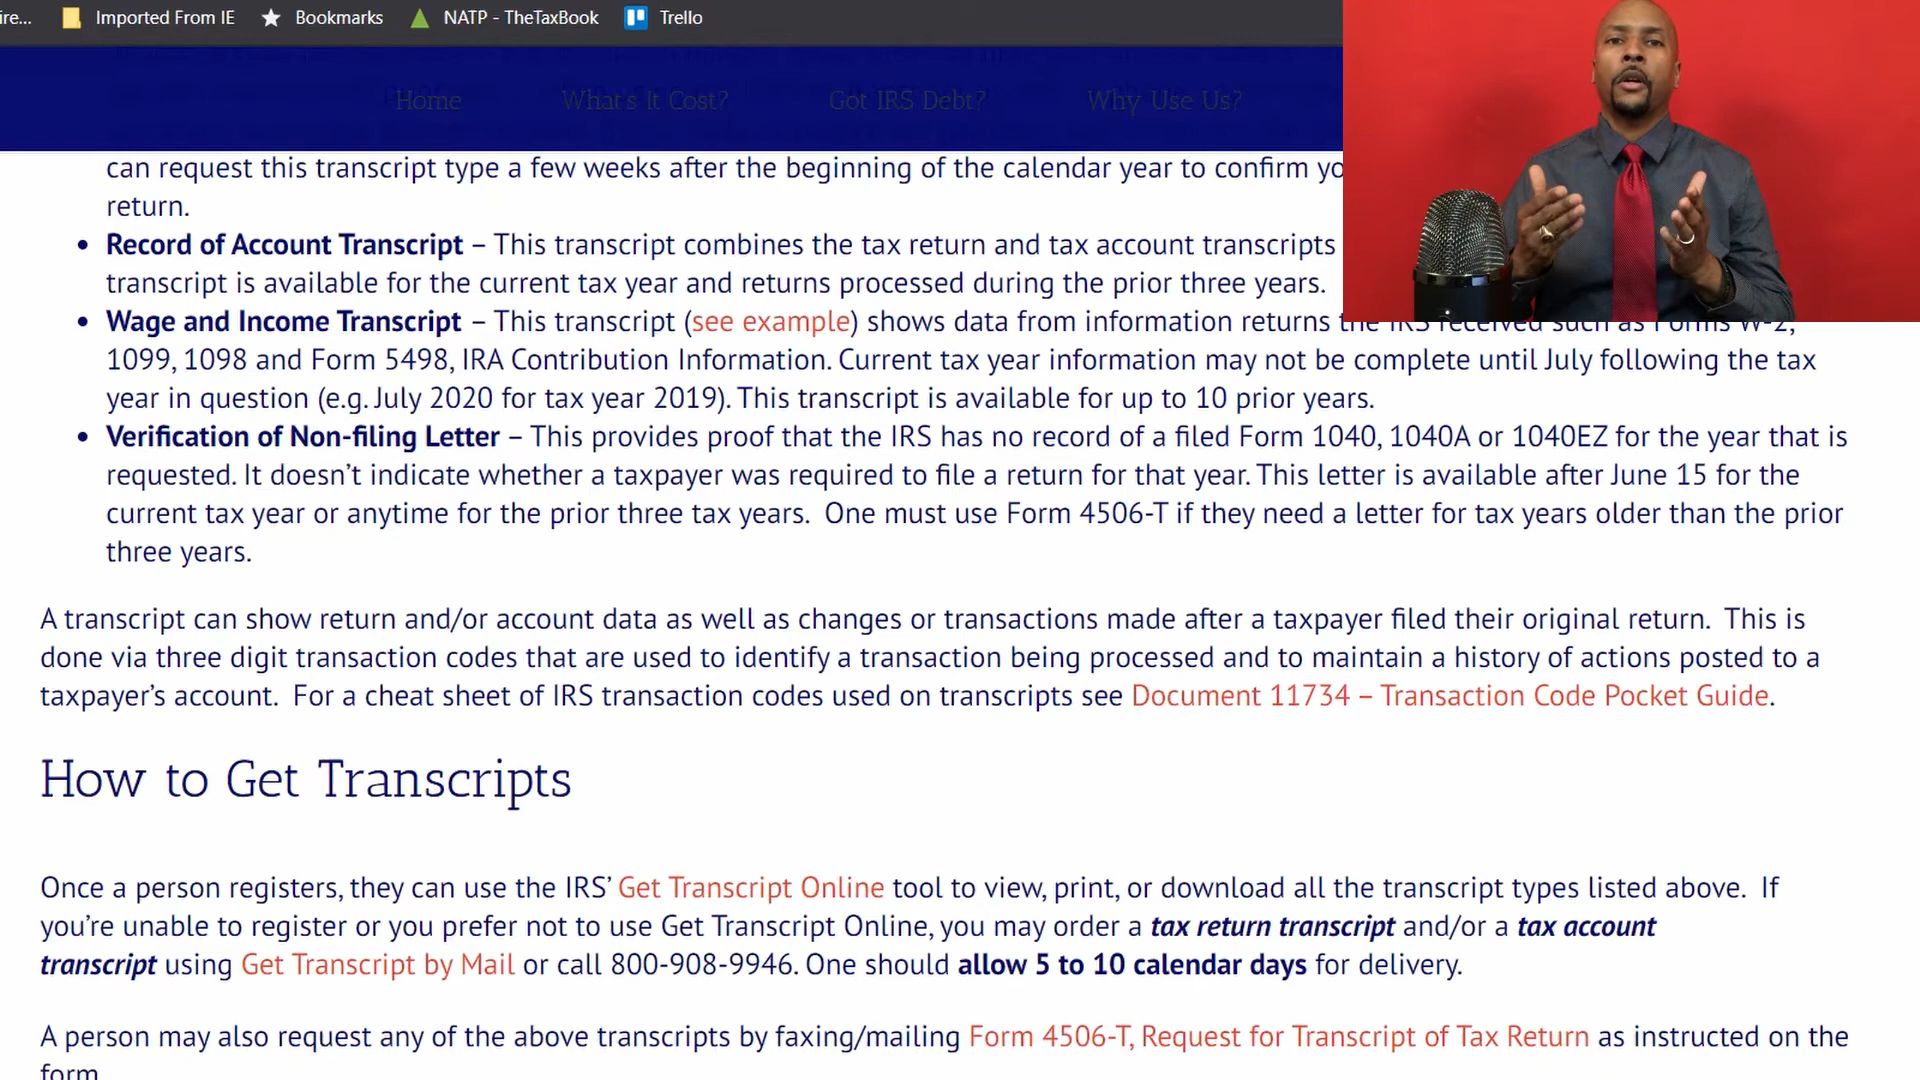 ire...
Imported From IE
Bookmarks
NATP - TheTaxBook
Trello
Home
What's It Cost?
Got IRS Debt?
Why Use Us?
can request this transcript type a few weeks after the beginning of the calendar year to confirm
return.
• Record of Account Transcript – This transcript combines the tax return and tax account transcripts
transcript is available for the current tax year and returns processed during the prior three years.
• Wage and Income Transcript – This transcript (see example) shows data from information returns the IRS received such as Forms W-2,
1099, 1098 and Form 5498, IRA Contribution Information. Current tax year information may not be complete until July following the tax
year in question (e.g. July 2020 for tax year 2019). This transcript is available for up to 10 prior years.
• Verification of Non-filing Letter – This provides proof that the IRS has no record of a filed Form 1040, 1040A or 1040EZ for the year that is
requested. It doesn’t indicate whether a taxpayer was required to file a return for that year. This letter is available after June 15 for the
current tax year or anytime for the prior three tax years. One must use Form 4506-T if they need a letter for tax years older than the prior
three years.
A transcript can show return and/or account data as well as changes or transactions made after a taxpayer filed their original return. This is
done via three digit transaction codes that are used to identify a transaction being processed and to maintain a history of actions posted to a
taxpayer’s account. For a cheat sheet of IRS transaction codes used on transcripts see Document 11734 – Transaction Code Pocket Guide.
How to Get Transcripts
Once a person registers, they can use the IRS’ Get Transcript Online tool to view, print, or download all the transcript types listed above. If
you’re unable to register or you prefer not to use Get Transcript Online, you may order a tax return transcript and/or a tax account
transcript using Get Transcript by Mail or call 800-908-9946. One should allow 5 to 10 calendar days for delivery.
A person may also request any of the above transcripts by faxing/mailing Form 4506-T, Request for Transcript of Tax Return as instructed on the
form.